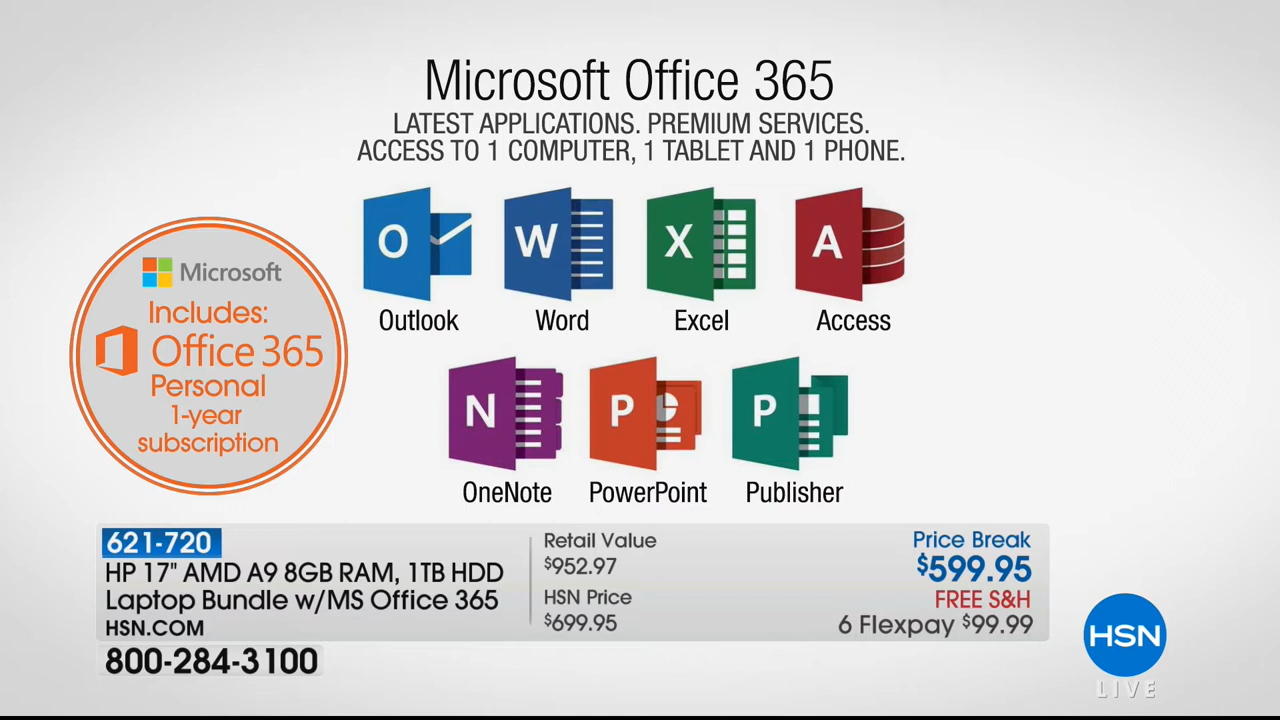 Microsoft Office 365
LATEST APPLICATIONS. PREMIUM SERVICES.
ACCESS TO 1 COMPUTER, 1 TABLET AND 1 PHONE.
O
W
X
A
Outlook
Word
Excel
Access
N
P
P
OneNote
PowerPoint
Publisher
Microsoft
Includes:
Office 365
Personal
1-year
subscription
621-720
HP 17" AMD A9 8GB RAM, 1TB HDD
Laptop Bundle w/MS Office 365
HSN.COM
800-284-3100
Retail Value
$952.97
HSN Price
$699.95
Price Break
$599.95
FREE S&H
6 Flexpay $99.99
HSN
LIVE